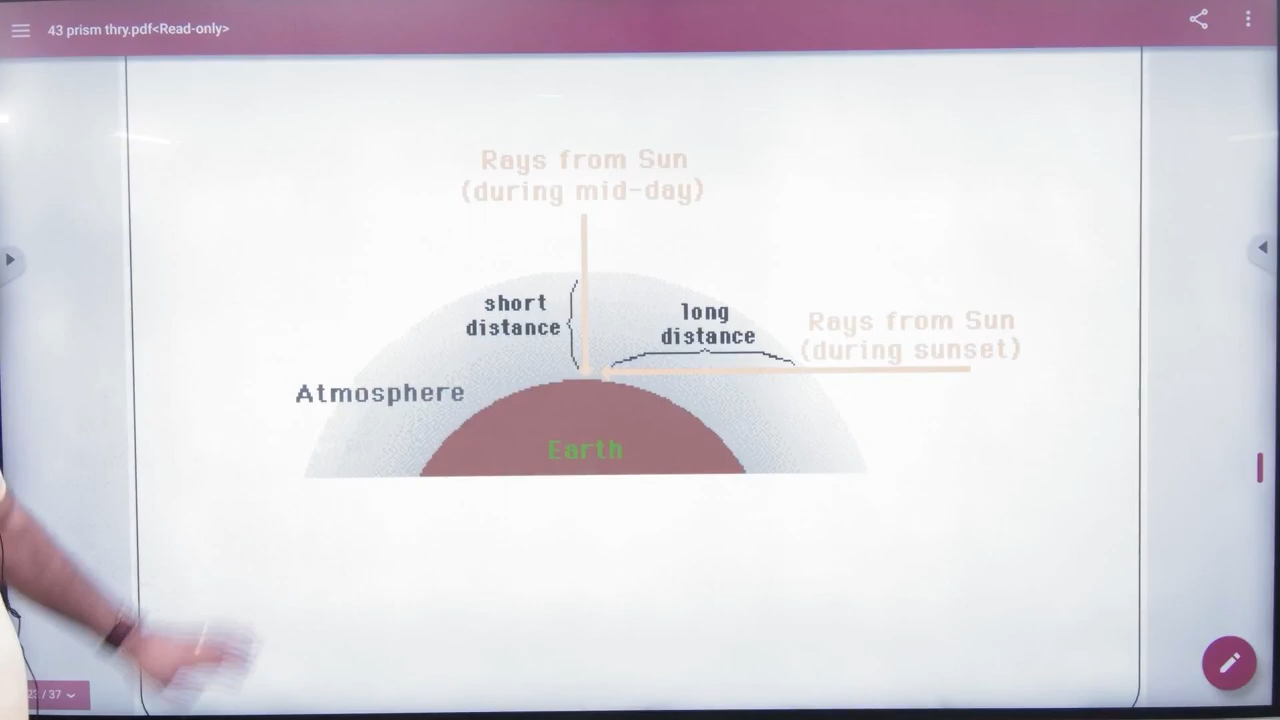 43 prism thry.pdf<Read-only>
Rays from Sun
(during mid-day)
short
distance
long
distance
Rays from Sun
(during sunset)
Atmosphere
Earth
23 / 37